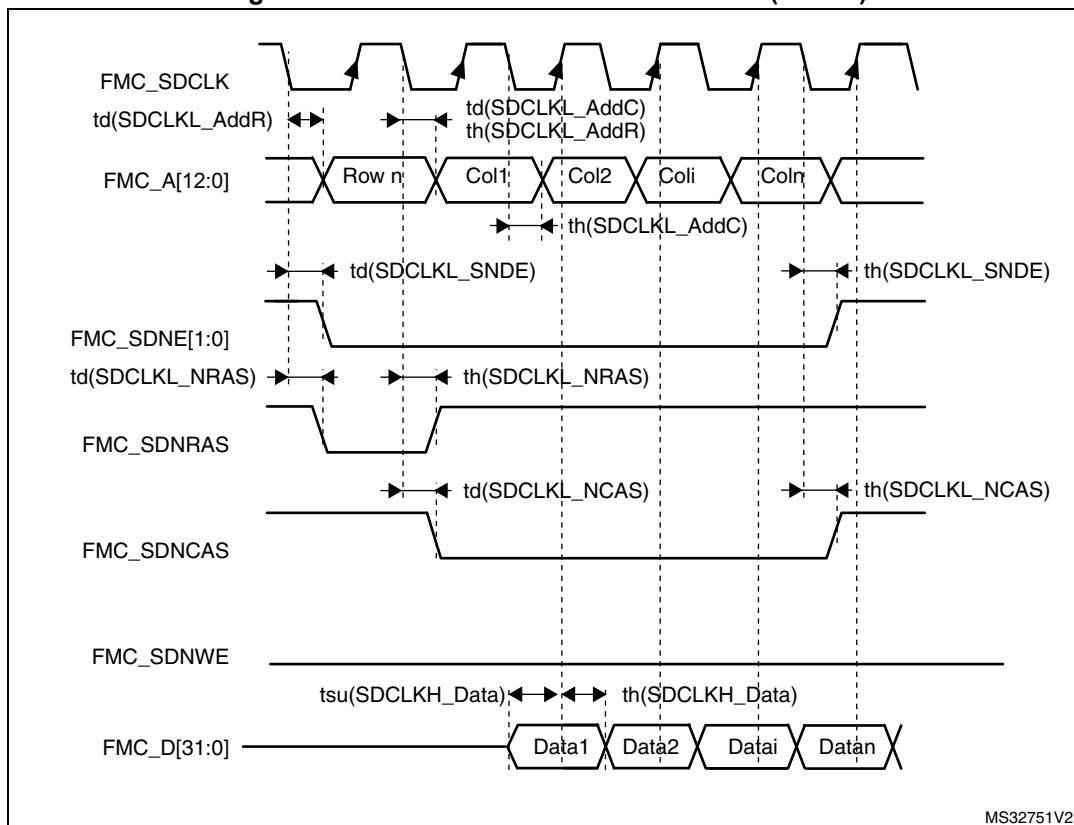 FMC_SDCLK
td(SDCLKL_AddR)
td(SDCLKL_AddC)
th(SDCLKL_AddR)
FMC_A[12:0]
Row n
Col1
Col2
Coli
Coln
th(SDCLKL_AddC)
td(SDCLKL_SNDE)
th(SDCLKL_SNDE)
FMC_SDNE[1:0]
td(SDCLKL_NRAS)
th(SDCLKL_NRAS)
FMC_SDNRAS
td(SDCLKL_NCAS)
th(SDCLKL_NCAS)
FMC_SDNCAS
FMC_SDNWE
tsu(SDCLKH_Data)
th(SDCLKH_Data)
FMC_D[31:0]
Data1
Data2
Datai
Datan
MS32751V2